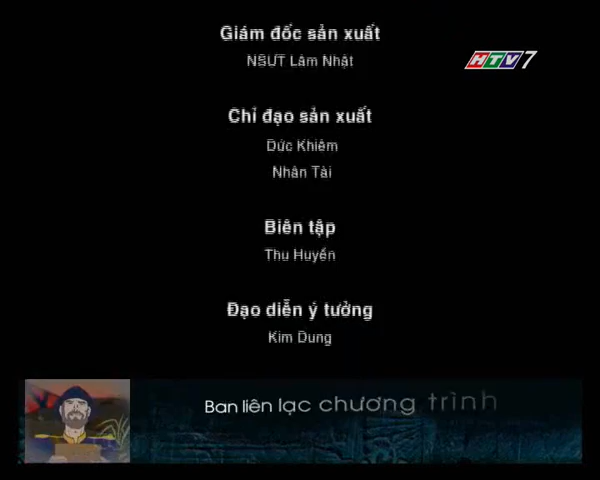 Giám đốc sản xuất
NSƯT Lâm Nhật
HTV7
Chỉ đạo sản xuất
Đức Khiêm
Nhân Tài
Biên tập
Thu Huyền
Đạo diễn ý tưởng
Kim Dung
Ban liên lạc chương trình